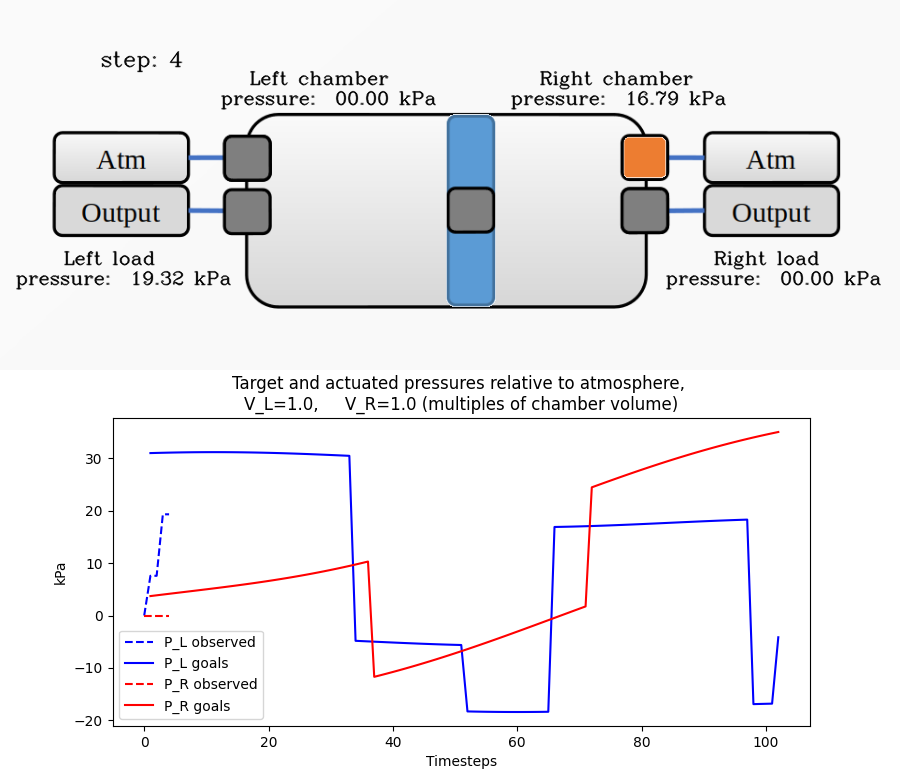 step: 4
Left chamber
pressure: 00.00 kPa
Right chamber
pressure: 16.79 kPa
Atm
Output
Atm
Output
Left load
pressure: 19.32 kPa
Right load
pressure: 00.00 kPa
Target and actuated pressures relative to atmosphere,
V_L=1.0, V_R=1.0 (multiples of chamber volume)
kPa
30
20
10
0
−10
−20
P_L observed
P_L goals
P_R observed
P_R goals
0 20 40 60 80 100
Timesteps